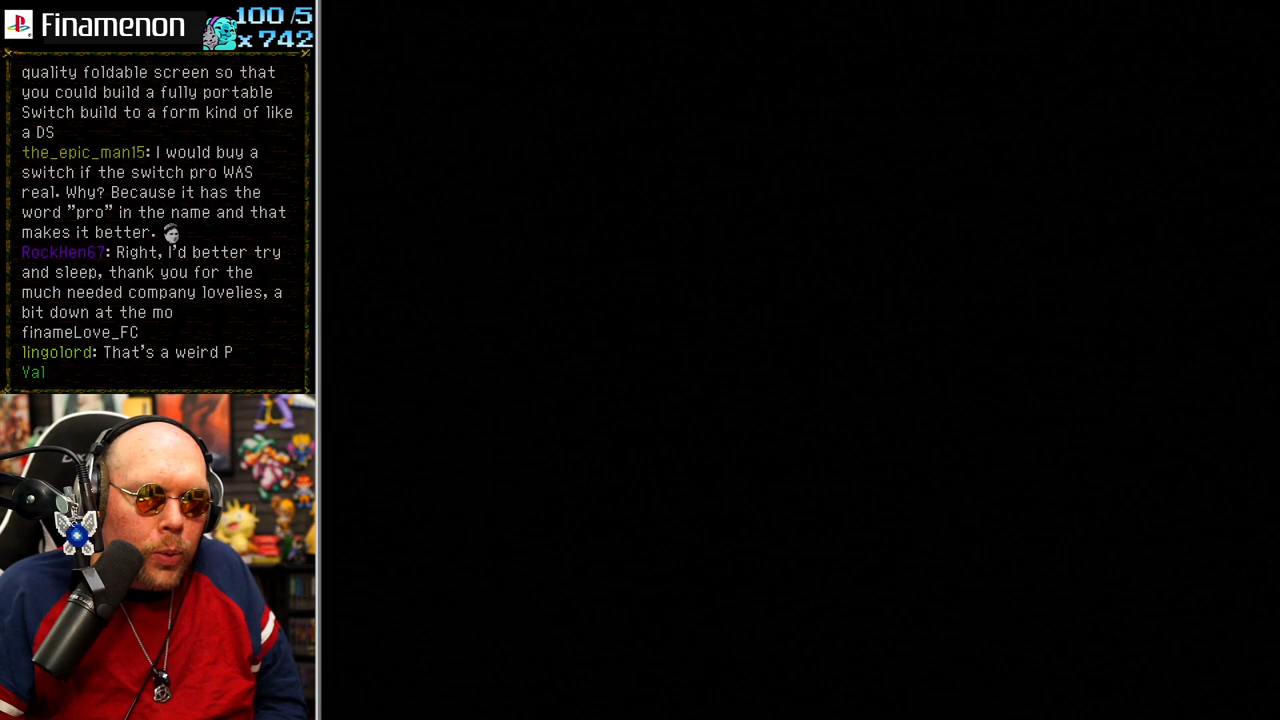 Finamenon
100/5
x742
quality foldable screen so that
you could build a fully portable
Switch build to a form kind of like
a DS
the_epic_man15: I would buy a
switch if the switch pro WAS
real. Why? Because it has the
word "pro" in the name and that
makes it better.
RockHen67: Right, I'd better try
and sleep, thank you for the
much needed company lovelies, a
bit down at the mo
finameLove_FC
lingolord: That's a weird P
Val